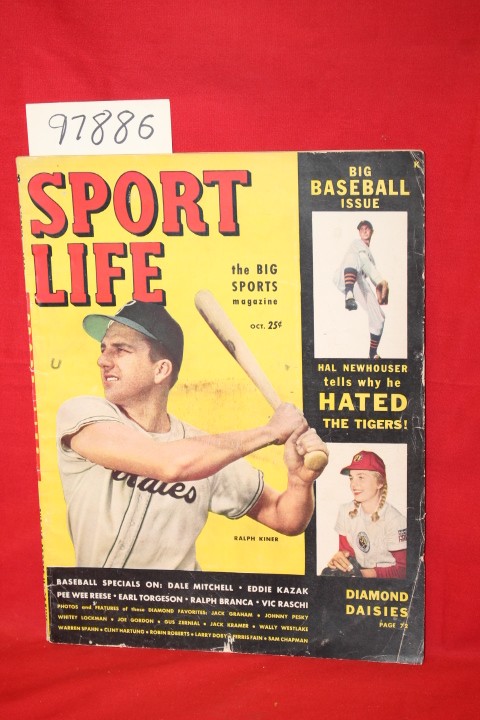 97886
SPORT
LIFE
the BIG
SPORTS
magazine
OCT. 25¢
BIG
BASEBALL
ISSUE
HAL NEWHOUSER
tells why he
HATED
THE TIGERS!
RALPH KINER
DIAMOND
DAISIES
PAGE 72
BASEBALL SPECIALS ON: DALE MITCHELL • EDDIE KAZAK
PEE WEE REESE • EARL TORGESON • RALPH BRANCA • VIC RASCHI
PHOTOS and FEATURES of these DIAMOND FAVORITES: JACK GRAHAM • JOHNNY PESKY
WHITEY LOCKMAN • JOE GORDON • GUS ZERNIAL • JACK KRAMER • WALLY WESTLAKE
WARREN SPAHN • CLINT HARTUNG • ROBIN ROBERTS • LARRY DOBY • FERRIS FAIN • SAM CHAPMAN